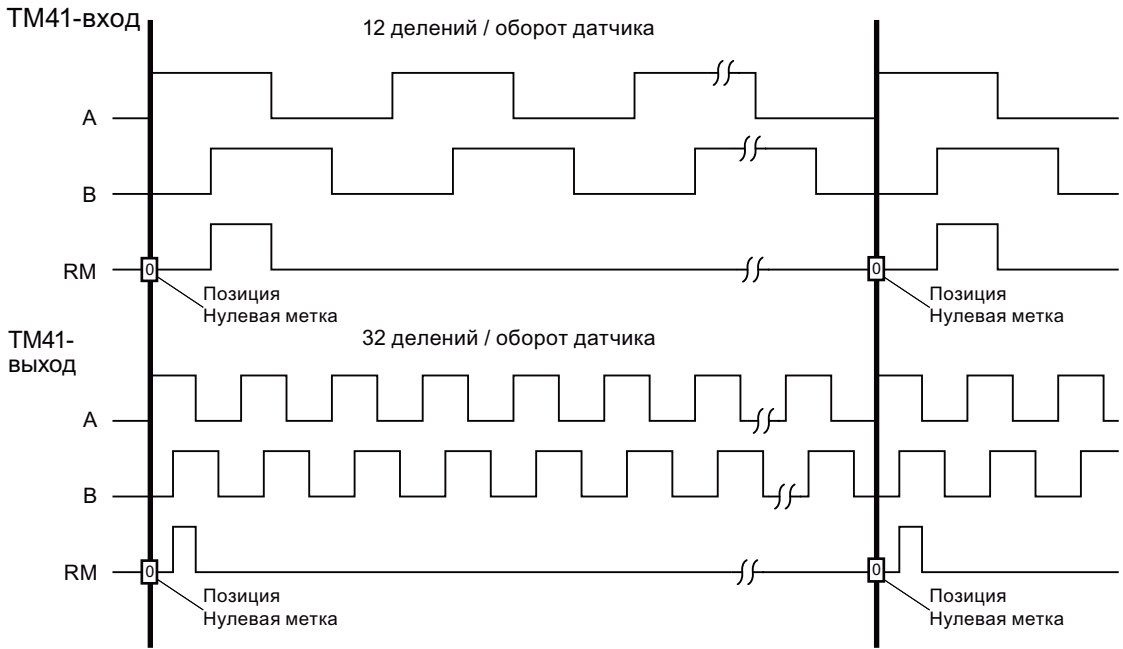 TM41-вход
12 делений / оборот датчика
A
B
RM
0
0
Позиция
Нулевая метка
Позиция
Нулевая метка
TM41-
выход
32 делений / оборот датчика
A
B
RM
0
0
Позиция
Нулевая метка
Позиция
Нулевая метка